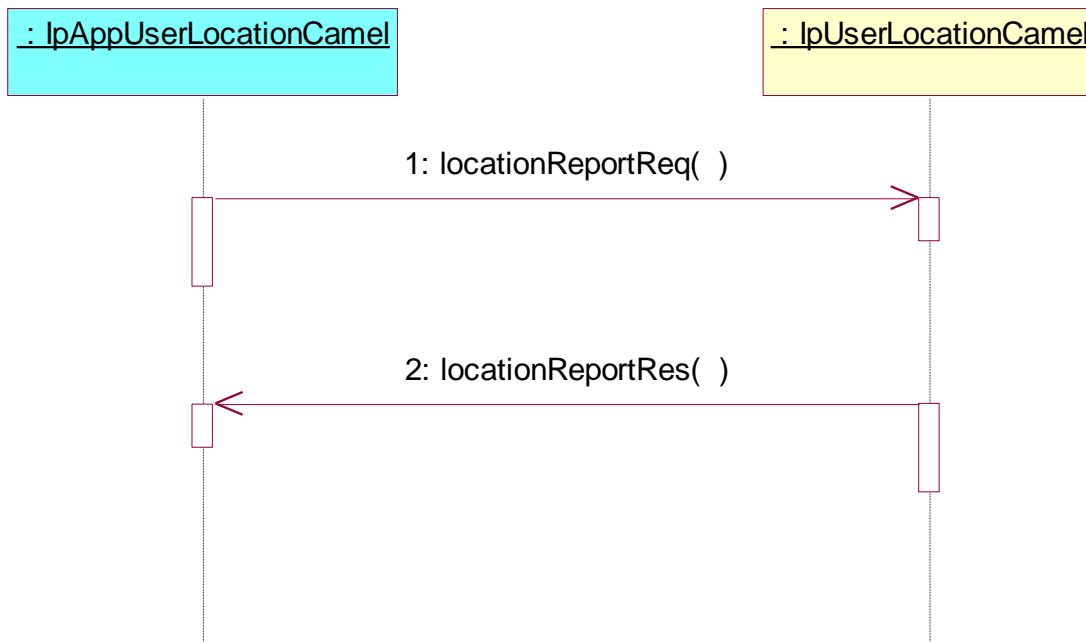 : IpAppUserLocationCamel
: IpUserLocationCamel
1: locationReportReq( )
2: locationReportRes( )